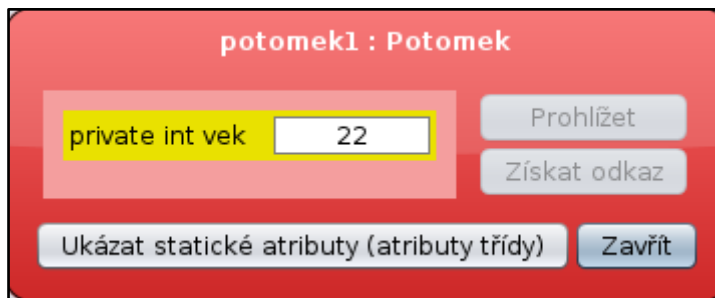 potomek1 : Potomek
private int vek 22
Prohlížet
Získat odkaz
Ukázat statické atributy (atributy třídy) Zavřít